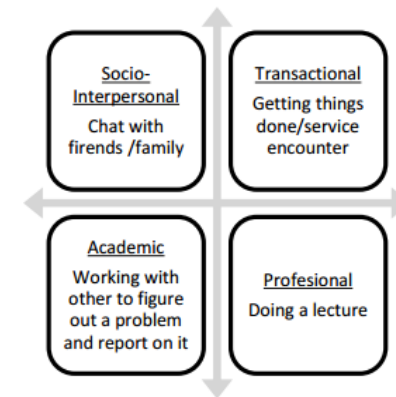 Socio-
Interpersonal
Chat with
firends /family
Transactional
Getting things
done/service
encounter
Academic
Working with
other to figure
out a problem
and report on it
Profesional
Doing a lecture